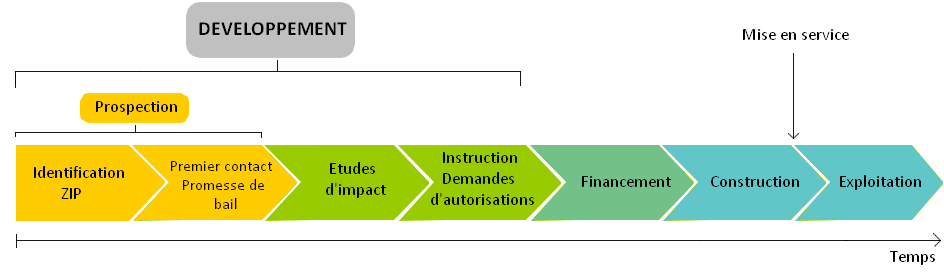 DEVELOPPEMENT
Mise en service
Prospection
Identification
ZIP
Premier contact
Promesse de
bail
Etudes
d'impact
Instruction
Demandes
d'autorisations
Financement
Construction
Exploitation
Temps